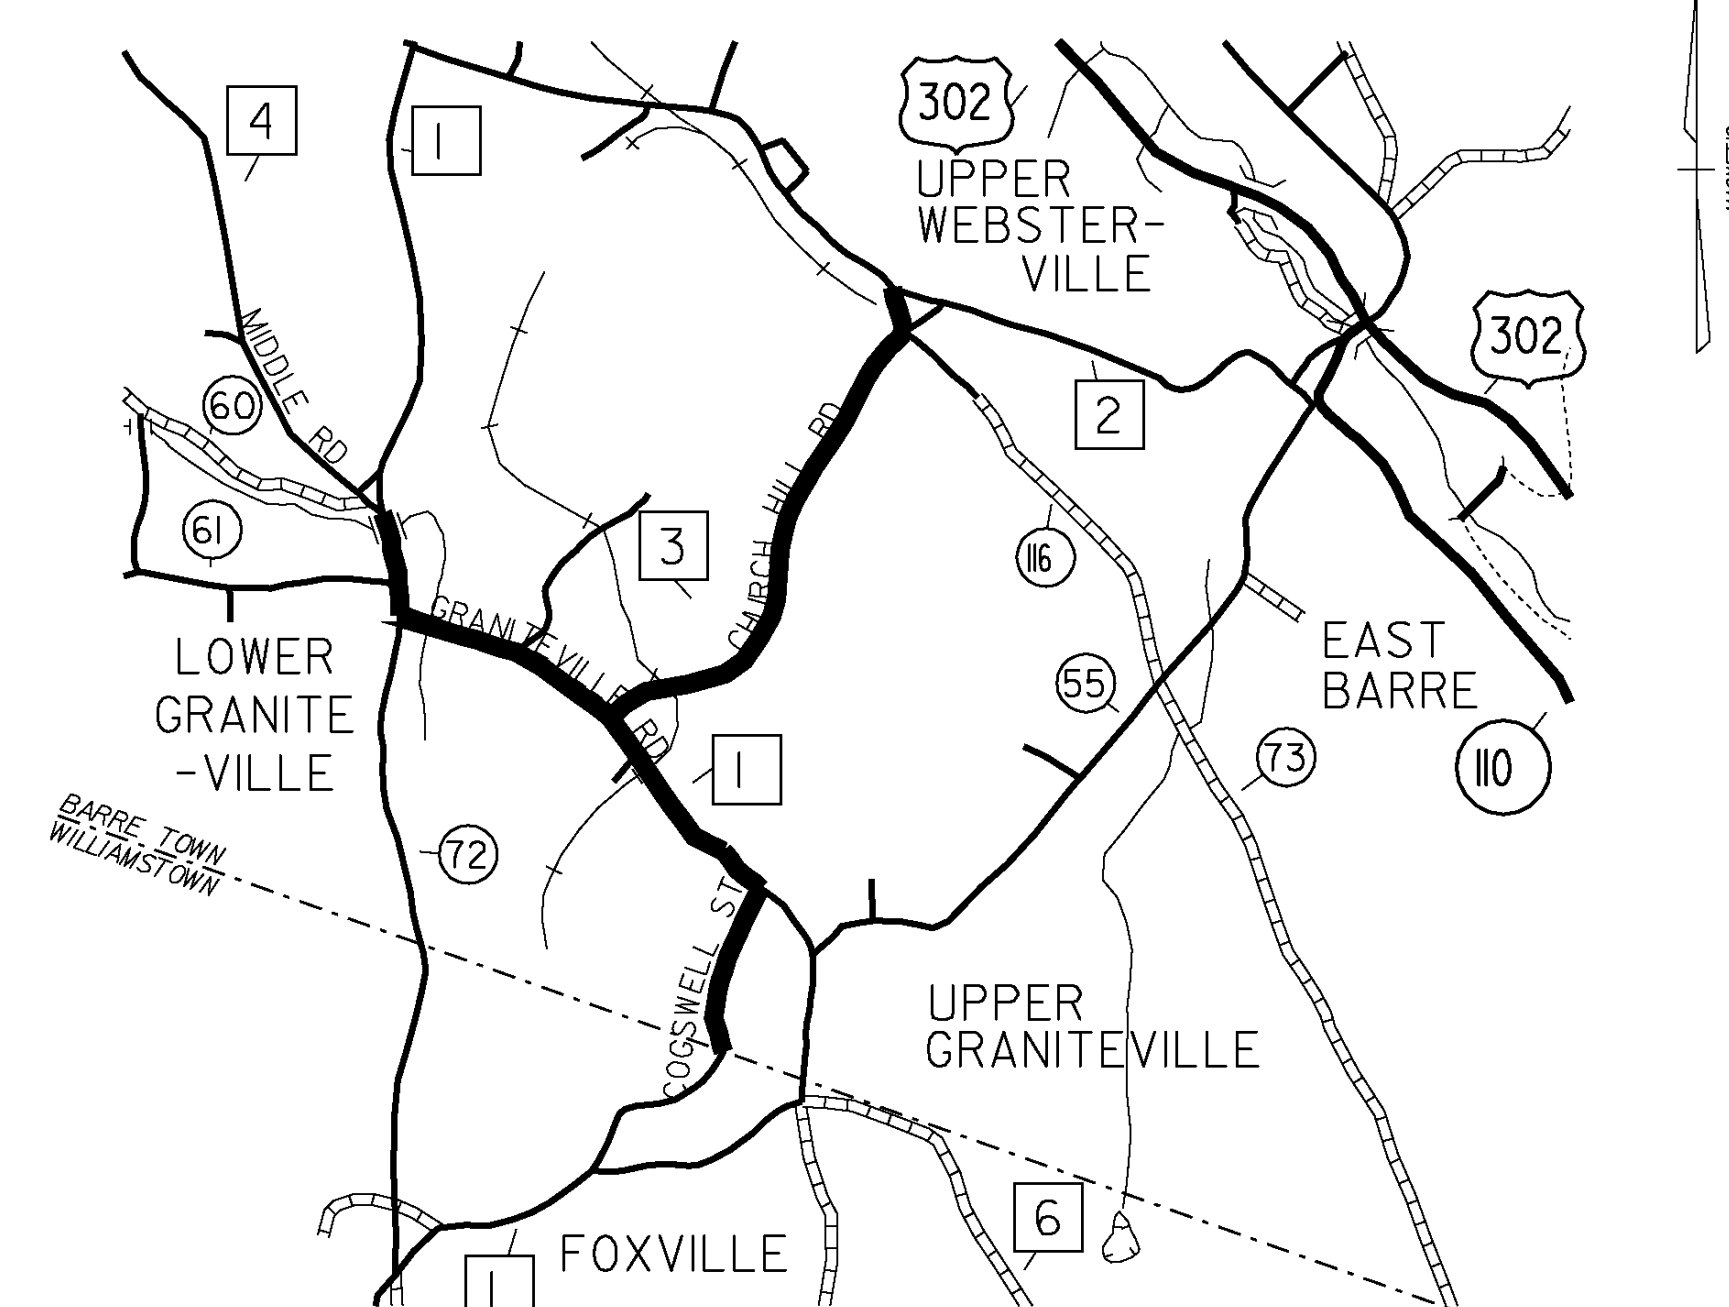 302
4
1
UPPER
WEBSTER-
VILLE
302
MIDDLE RD
60
2
CHURCH HILL RD
61
3
116
GRANITEVILLE RD
LOWER
GRANITE
-VILLE
EAST
BARRE
55
73
110
1
BARRE TOWN
WILLIAMSTOWN
72
COGSWELL ST
UPPER
GRANITEVILLE
6
FOXVILLE
1